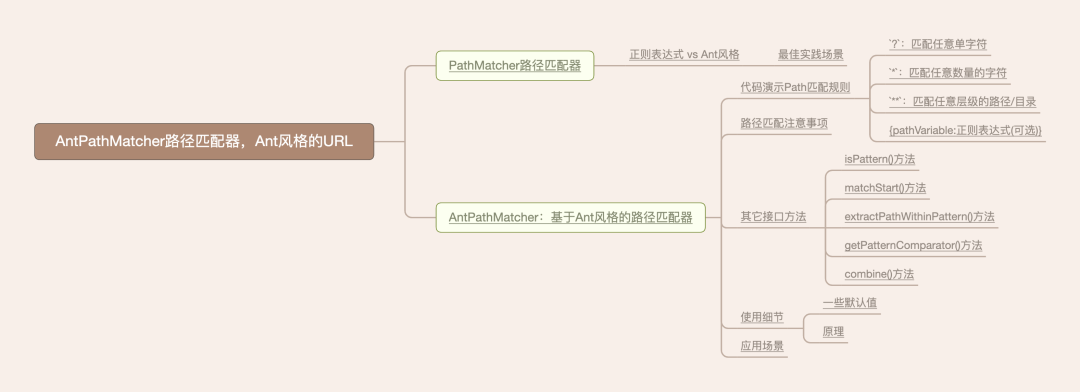 AntPathMatcher路径匹配器，Ant风格的URL
PathMatcher路径匹配器
正则表达式 vs Ant风格
最佳实践场景
AntPathMatcher：基于Ant风格的路径匹配器
代码演示Path匹配规则
`?`：匹配任意单字符
`*`：匹配任意数量的字符
`**`：匹配任意层级的路径/目录
{pathVariable:正则表达式(可选)}
路径匹配注意事项
其它接口方法
isPattern()方法
matchStart()方法
extractPathWithinPattern()方法
getPatternComparator()方法
combine()方法
使用细节
一些默认值
原理
应用场景